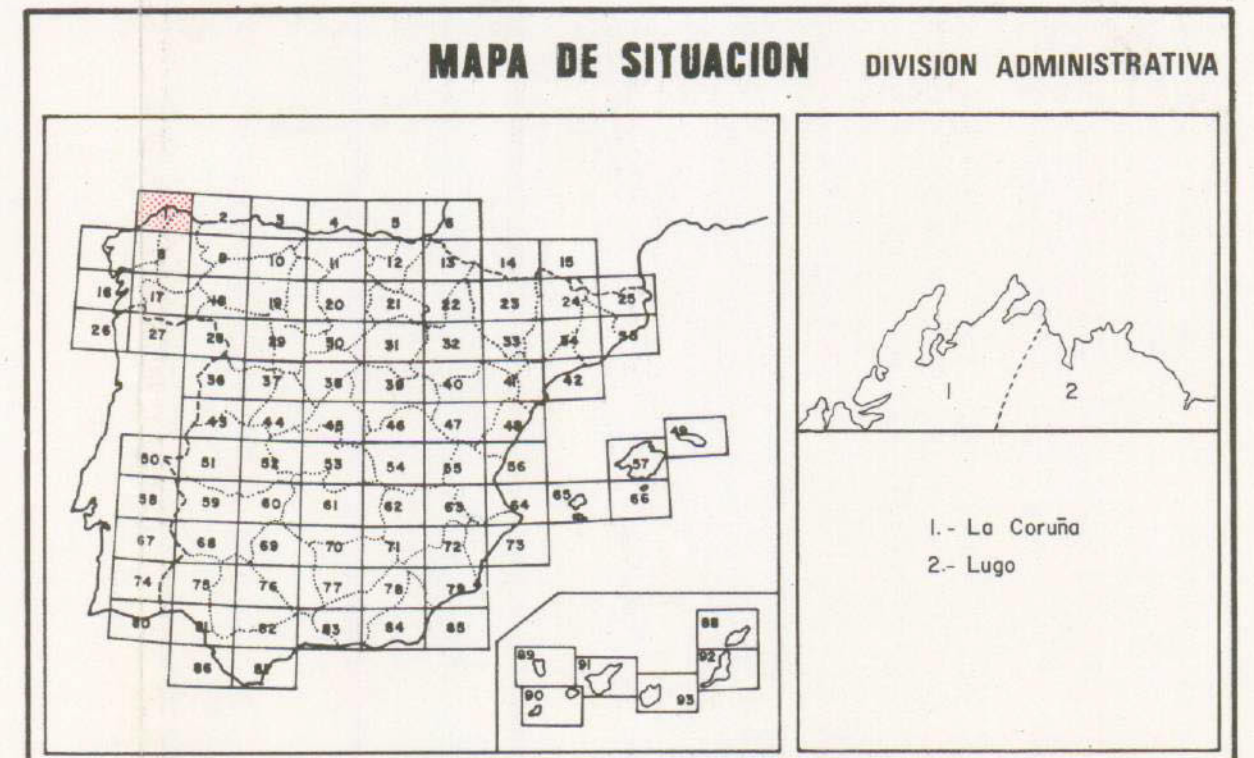 MAPA DE SITUACION DIVISION ADMINISTRATIVA
1 2 3 4 5 6
8 9 10 11 12 13 14 15
16 17 18 19 20 21 22 23 24 25
26 27 28 29 30 31 32 33 34 35
36 37 38 39 40 41 42
43 44 45 46 47 48 49
50 51 52 53 54 55 56 57
58 59 60 61 62 63 64 65 66
67 68 69 70 71 72 73
74 75 76 77 78 79
80 81 82 83 84 85
86 87
88
89 91 92
90 93
1 2
1.- La Coruña
2.- Lugo